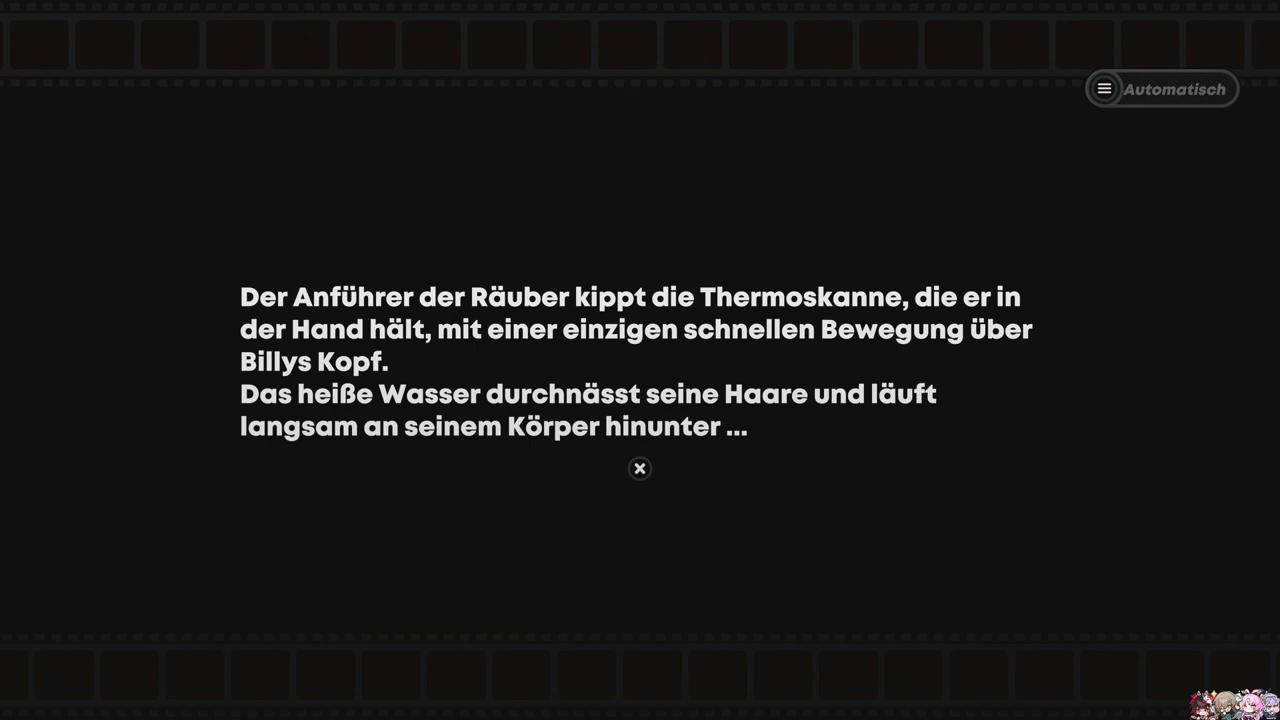 Automatisch
Der Anführer der Räuber kippt die Thermoskanne, die er in
der Hand hält, mit einer einzigen schnellen Bewegung über
Billys Kopf.
Das heiße Wasser durchnässt seine Haare und läuft
langsam an seinem Körper hinunter ...